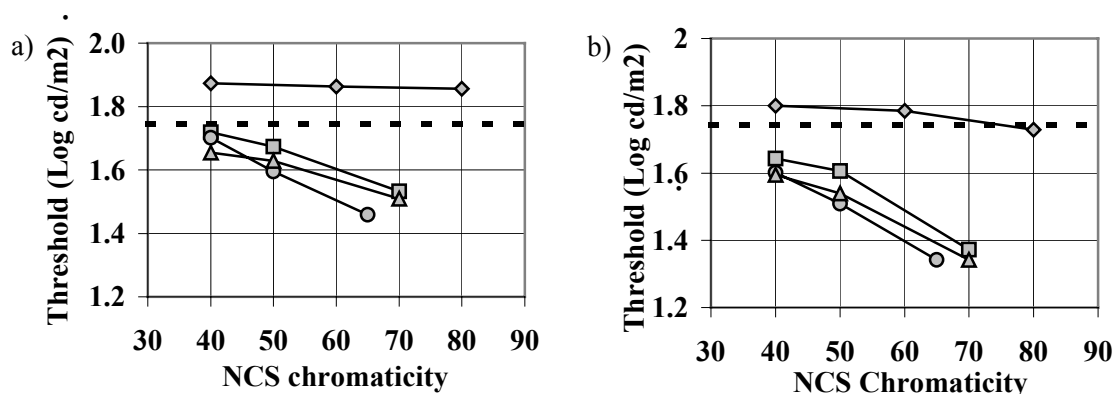 a)
Threshold (Log cd/m2) .
2.0
1.8
1.6
1.4
1.2
30 40 50 60 70 80 90
NCS chromaticity
b)
Threshold (Log cd/m2) .
2
1.8
1.6
1.4
1.2
30 40 50 60 70 80 90
NCS Chromaticity